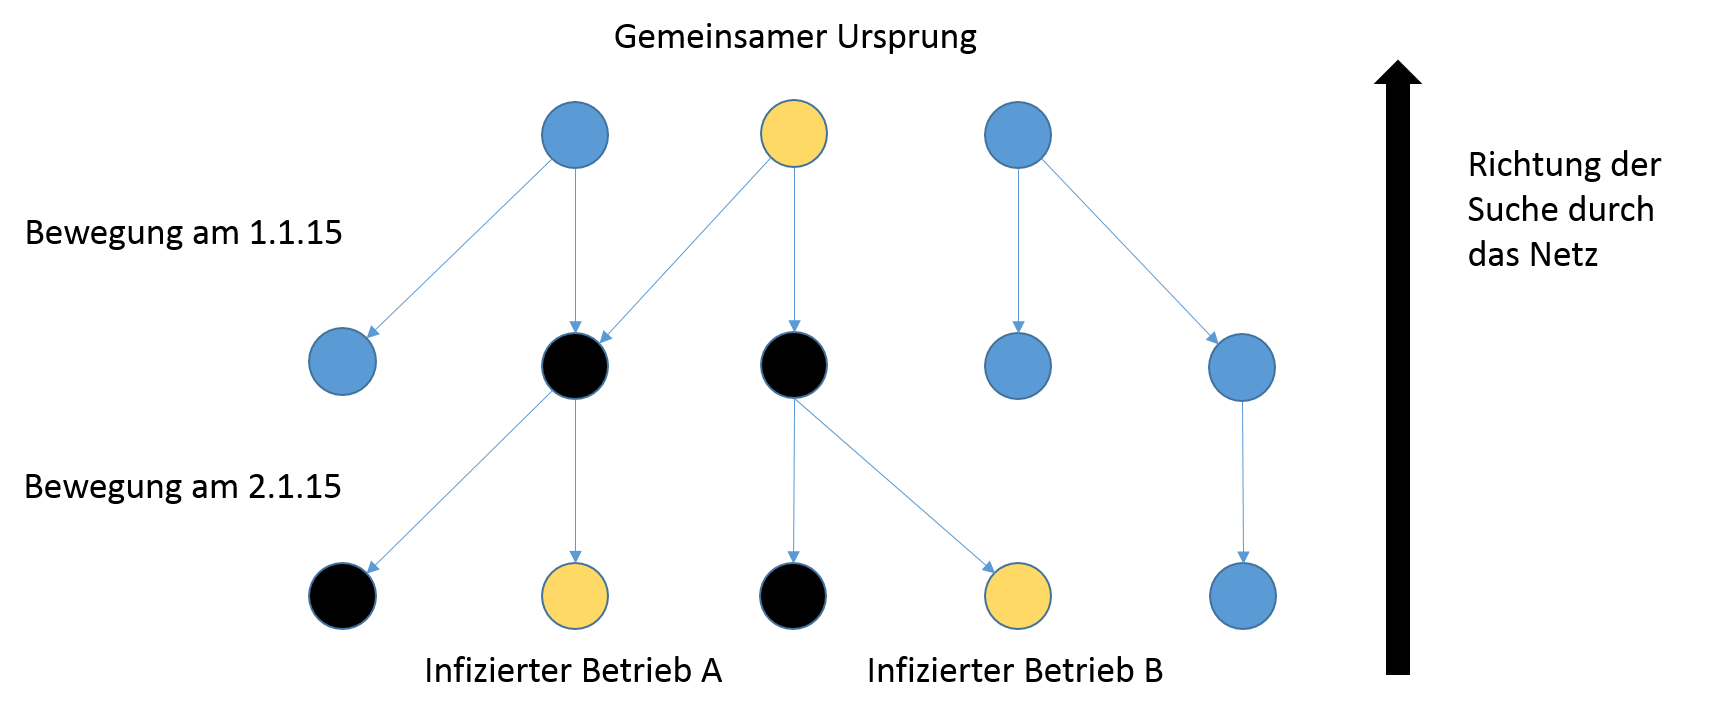 Gemeinsamer Ursprung
Richtung der
Suche durch
das Netz
Bewegung am 1.1.15
Bewegung am 2.1.15
Infizierter Betrieb A
Infizierter Betrieb B